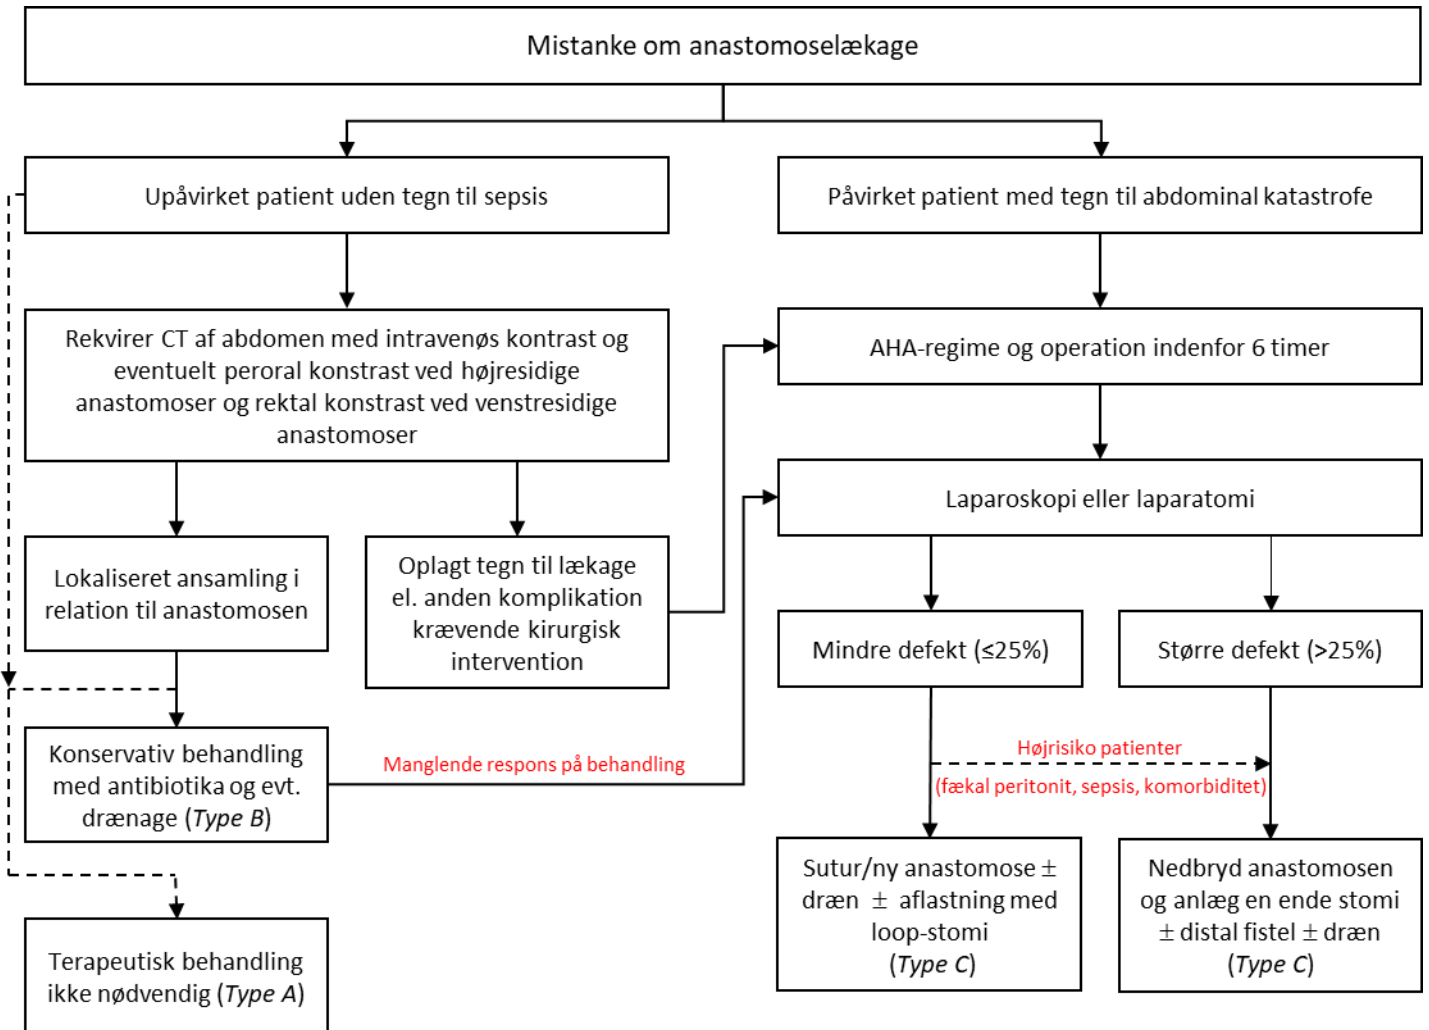 Mistanke om anastomoselækage
Upåvirket patient uden tegn til sepsis
Påvirket patient med tegn til abdominal katastrofe
Rekvirer CT af abdomen med intravenøs kontrast og
eventuelt peroral konstrast ved højresidige
anastomoser og rektal konstrast ved venstresidige
anastomoser
AHA-regime og operation indenfor 6 timer
Laparoskopi eller laparatomi
Lokaliseret ansamling i
relation til anastomosen
Oplagt tegn til lækage
el. anden komplikation
krævende kirurgisk
intervention
Mindre defekt (≤25%)
Større defekt (>25%)
Konservativ behandling
med antibiotika og evt.
drænage (Type B)
Manglende respons på behandling
Højrisiko patienter
(fækal peritonit, sepsis, komorbiditet)
Sutur/ny anastomose ±
dræn ± aflastning med
loop-stomi
(Type C)
Nedbryd anastomosen
og anlæg en ende stomi
± distal fistel ± dræn
(Type C)
Terapeutisk behandling
ikke nødvendig (Type A)